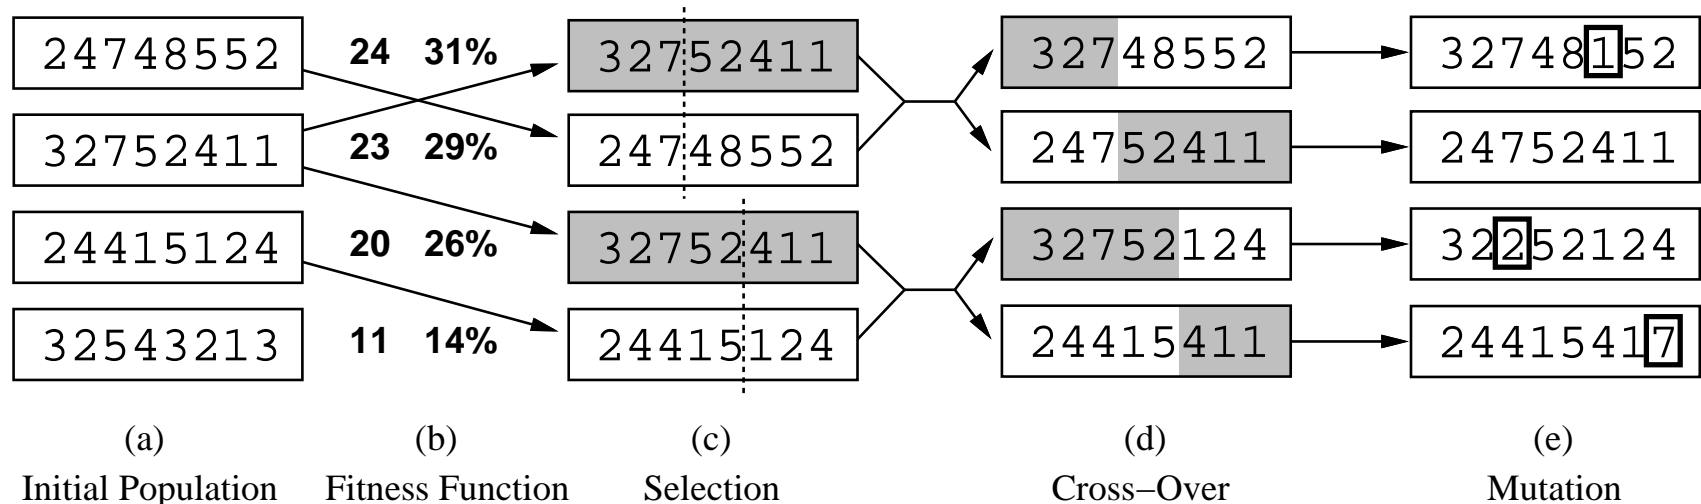 24748552 24 31% 32752411 32748552 32748152
32752411 23 29% 24748552 24752411 24752411
24415124 20 26% 32752411 32752124 32252124
32543213 11 14% 24415124 24415411 24415417
(a) (b) (c) (d) (e)
Initial Population Fitness Function Selection Cross−Over Mutation